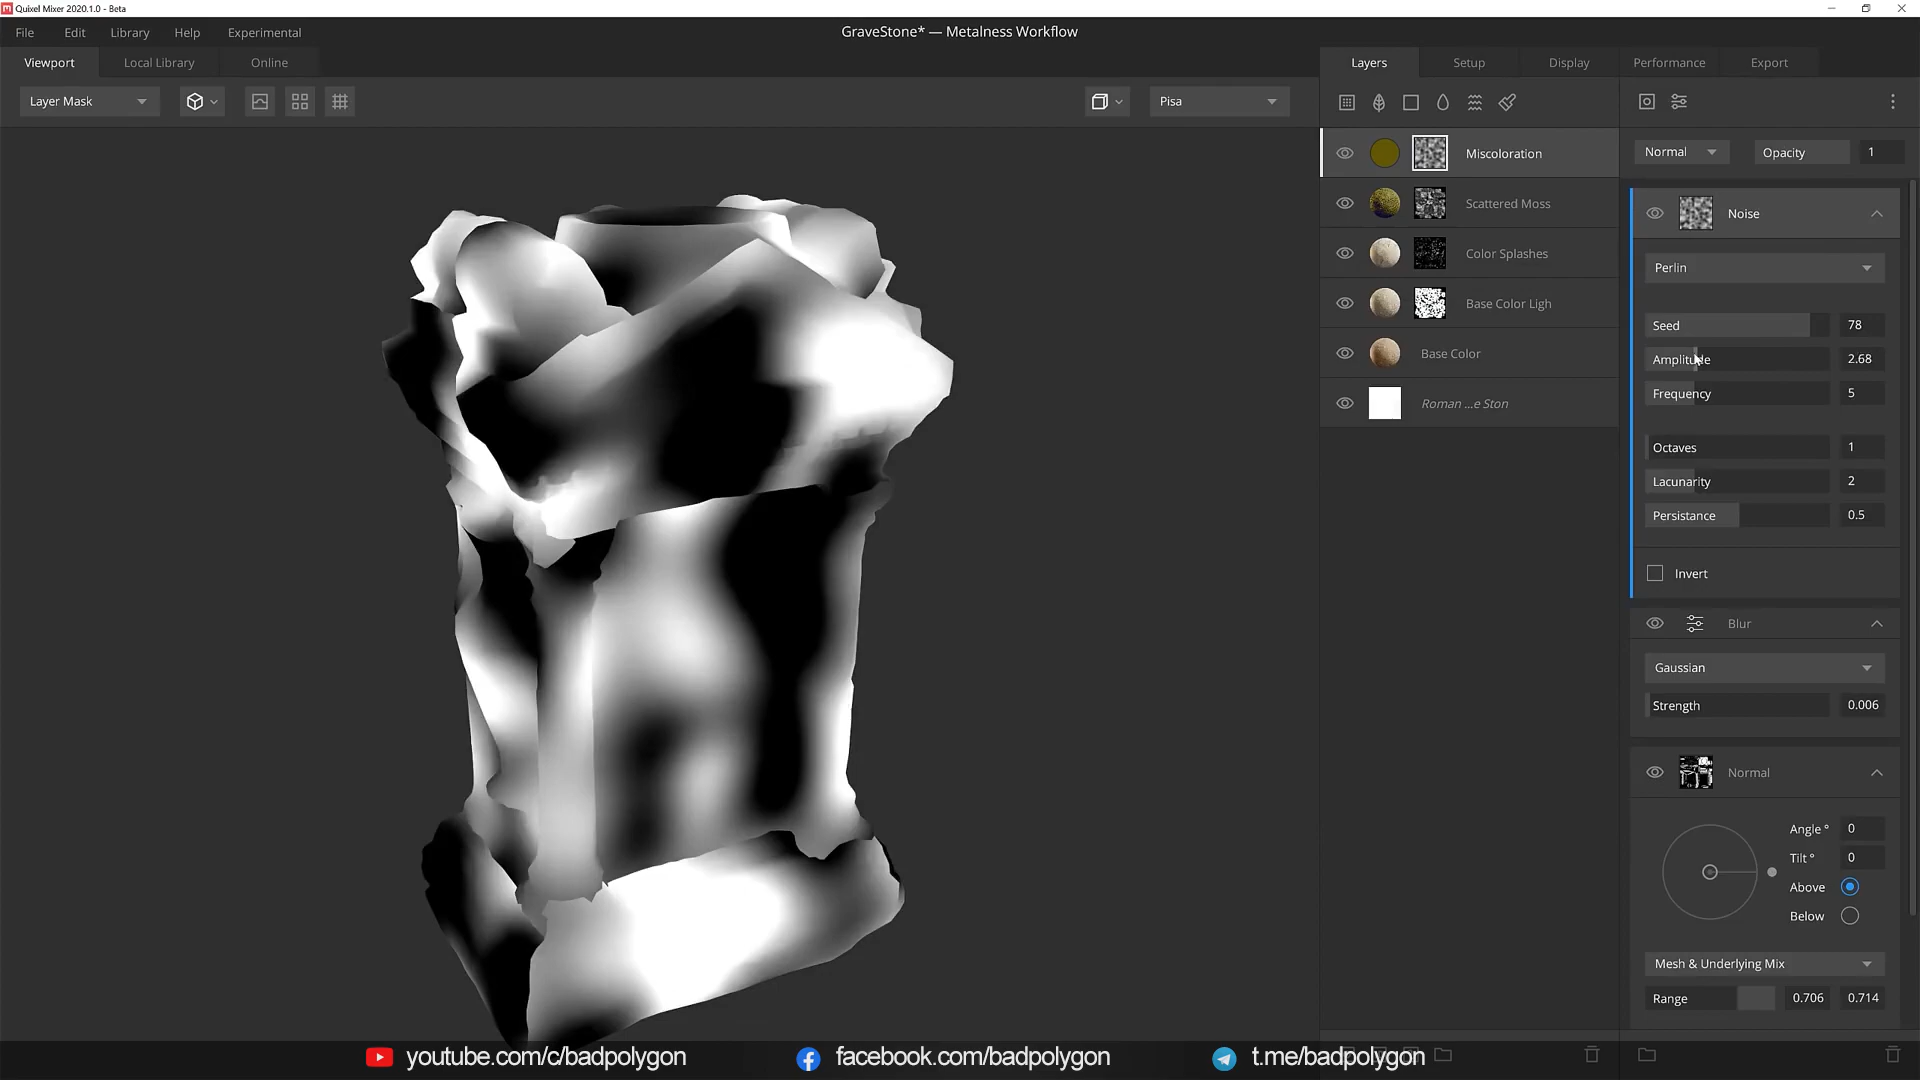 Quixel Mixer 2020.1.0 - Beta
File Edit Library Help Experimental
GraveStone* — Metalness Workflow
Viewport Local Library Online
Layers Setup Display Performance Export
Layer Mask
Pisa
Normal Opacity 1
Miscoloration
Scattered Moss
Color Splashes
Base Color Ligh
Base Color
Roman ...e Ston
Noise
Perlin
Seed 78
Amplitude 2.68
Frequency 5
Octaves 1
Lacunarity 2
Persistance 0.5
Invert
Blur
Gaussian
Strength 0.006
Normal
Angle ° 0
Tilt ° 0
Above
Below
Mesh & Underlying Mix
Range 0.706 0.714
youtube.com/c/badpolygon facebook.com/badpolygon t.me/badpolygon